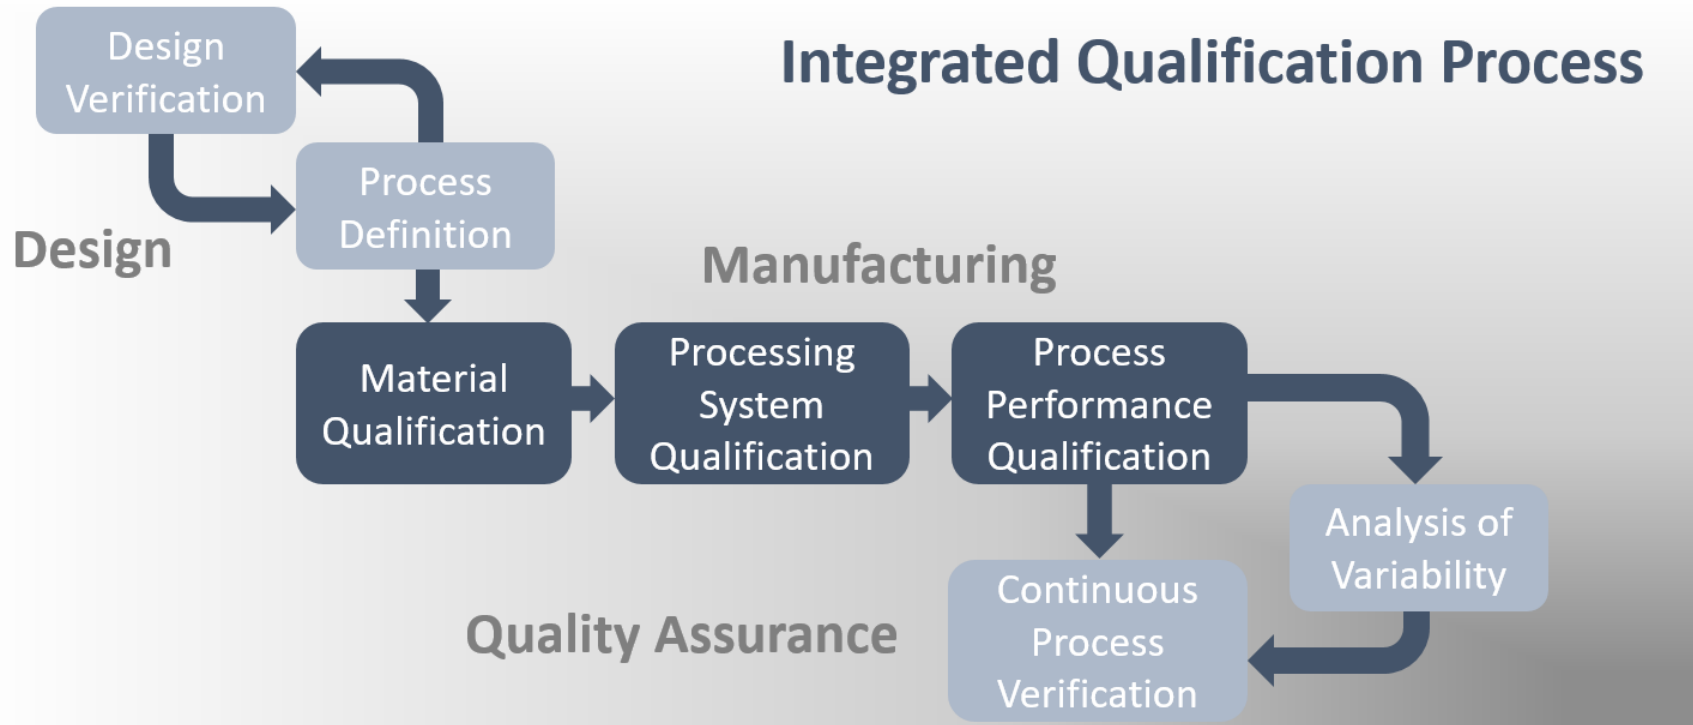 Integrated Qualification Process
Design
Verification
Process
Definition
Design
Manufacturing
Material
Qualification
Processing
System
Qualification
Process
Performance
Qualification
Analysis of
Variability
Continuous
Process
Verification
Quality Assurance